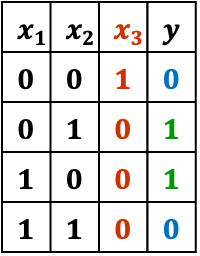 x₁ x₂ x₃ y
0 0 1 0
0 1 0 1
1 0 0 1
1 1 0 0